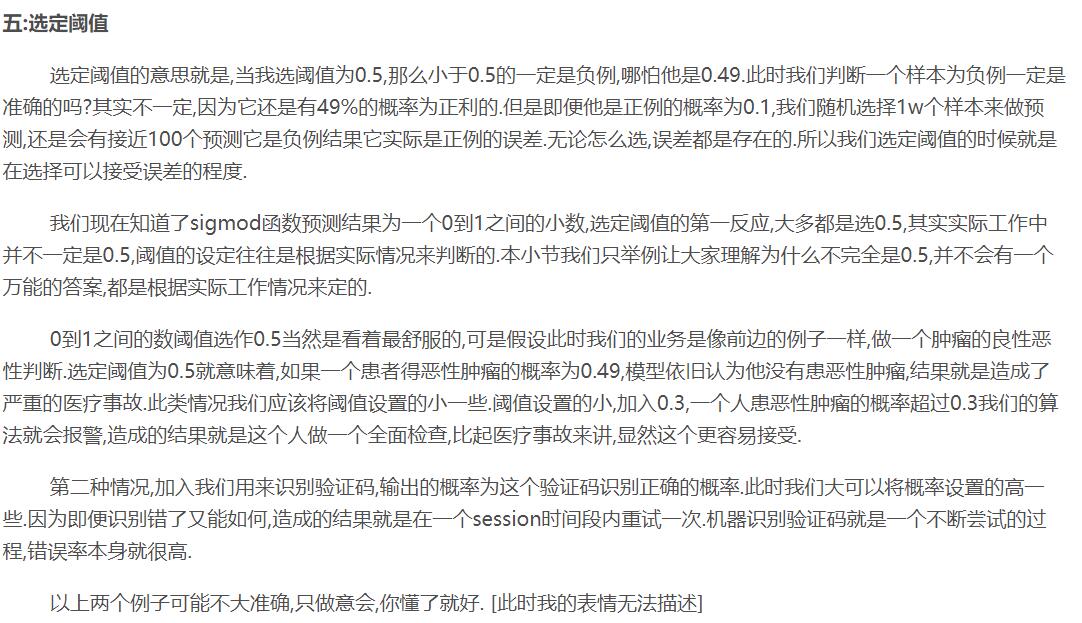 五:选定阈值
选定阈值的意思就是,当我选阈值为0.5,那么小于0.5的一定是负例,哪怕他是0.49.此时我们判断一个样本为负例一定是
准确的吗?其实不一定,因为它还是有49%的概率为正利的.但是即便他是正例的概率为0.1,我们随机选择1w个样本来做预
测,还是会有接近100个预测它是负例结果它实际是正例的误差.无论怎么选,误差都是存在的.所以我们选定阈值的时候就是
在选择可以接受误差的程度.
我们现在知道了sigmod函数预测结果为一个0到1之间的小数,选定阈值的第一反应,大多都是选0.5,其实实际工作中
并不一定是0.5,阈值的设定往往是根据实际情况来判断的.本小节我们只举例让大家理解为什么不完全是0.5,并不会有一个
万能的答案,都是根据实际工作情况来定的.
0到1之间的数阈值选作0.5当然是看着最舒服的,可是假设此时我们的业务是像前边的例子一样,做一个肿瘤的良性恶
性判断.选定阈值为0.5就意味着,如果一个患者得恶性肿瘤的概率为0.49,模型依旧认为他没有患恶性肿瘤,结果就是造成了
严重的医疗事故.此类情况我们应该将阈值设置的小一些.阈值设置的小,加入0.3,一个人患恶性肿瘤的概率超过0.3我们的算
法就会报警,造成的结果就是这个人做一个全面检查,比起医疗事故来讲,显然这个更容易接受.
第二种情况,加入我们用来识别验证码,输出的概率为这个验证码识别正确的概率.此时我们大可以将概率设置的高一
些.因为即便识别错了又能如何,造成的结果就是在一个session时间段内重试一次.机器识别验证码就是一个不断尝试的过
程,错误率本身就很高.
以上两个例子可能不大准确,只做意会,你懂了就好. [此时我的表情无法描述]